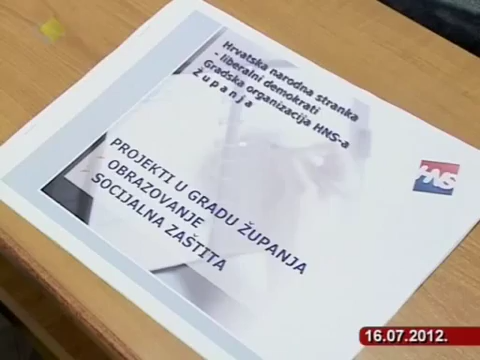 Hrvatska narodna stranka
- liberalni demokrati
Gradska organizacija HNS-a
Županja
PROJEKTI U GRADU ŽUPANJA
OBRAZOVANJE
SOCIJALNA ZAŠTITA
HNS
16.07.2012.